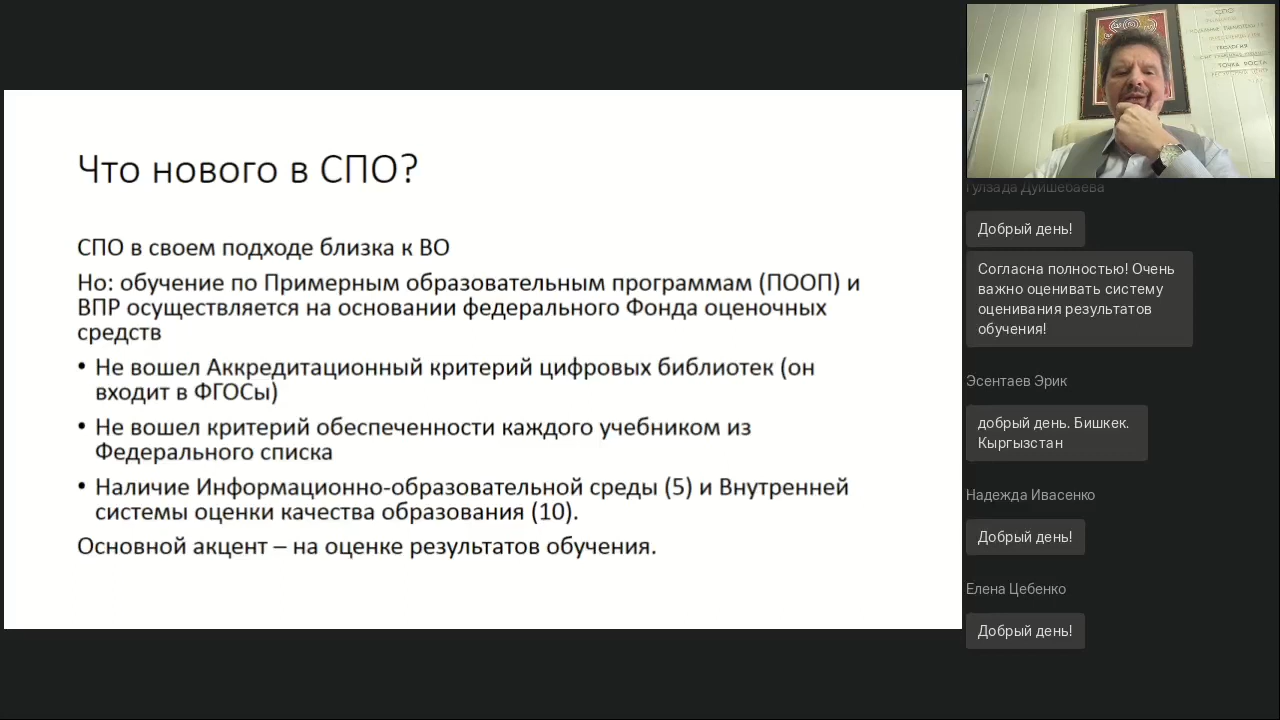 Что нового в СПО?
СПО в своем подходе близка к ВО
Но: обучение по Примерным образовательным программам (ПООП) и
ВПР осуществляется на основании федерального Фонда оценочных
средств
• Не вошел Аккредитационный критерий цифровых библиотек (он
входит в ФГОСы)
• Не вошел критерий обеспеченности каждого учебником из
Федерального списка
• Наличие Информационно-образовательной среды (5) и Внутренней
системы оценки качества образования (10).
Основной акцент – на оценке результатов обучения.
СПО
ТОЧКА РОСТА
Гулзада Дуйшебаева
Добрый день!
Согласна полностью! Очень
важно оценивать систему
оценивания результатов
обучения!
Эсентаев Эрик
добрый день. Бишкек.
Кыргызстан
Надежда Ивасенко
Добрый день!
Елена Цебенко
Добрый день!